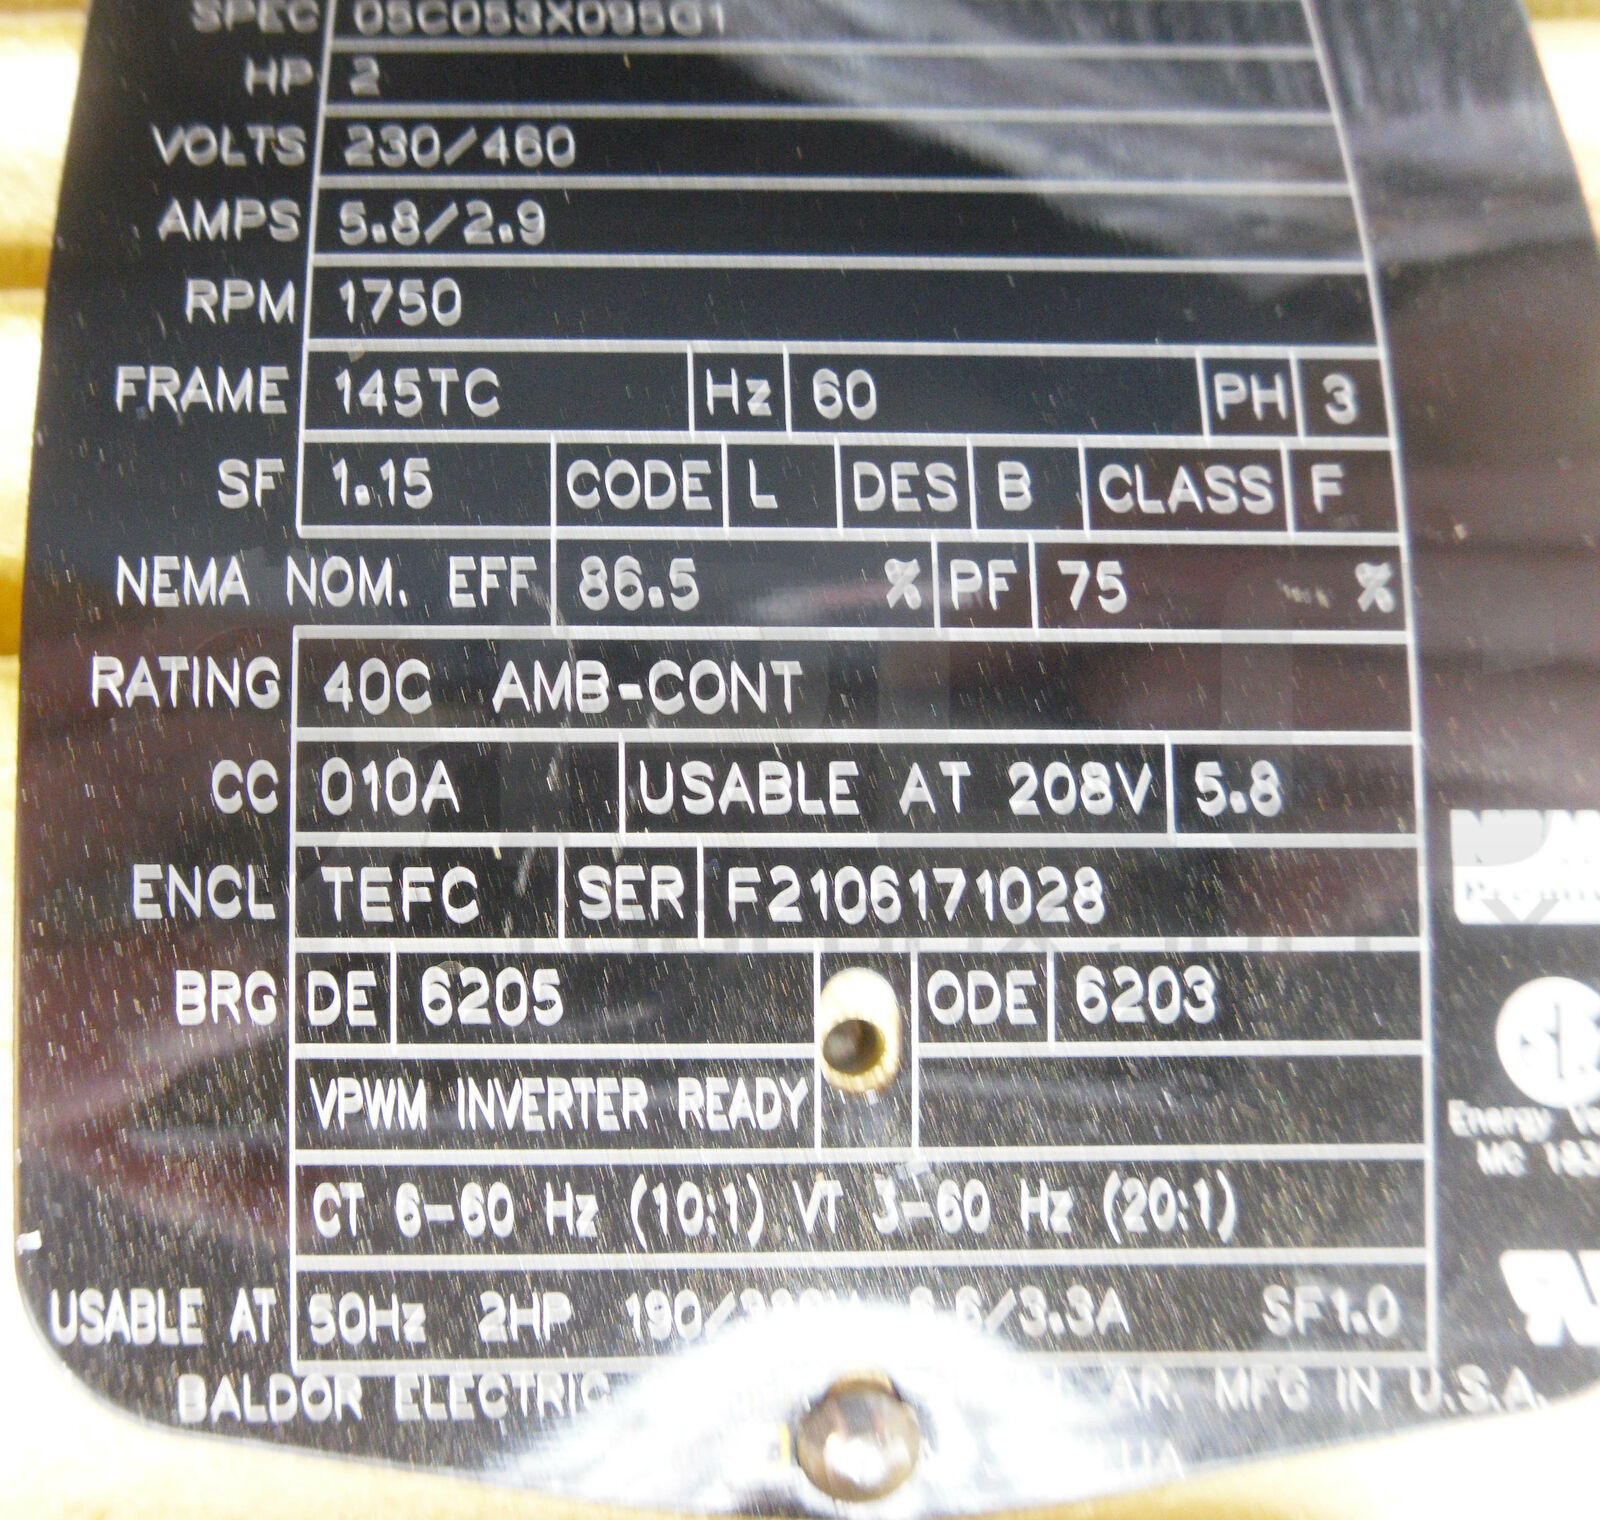 SPEC 05C053X095G1
HP 2
VOLTS 230/460
AMPS 5.8/2.9
RPM 1750
FRAME 145TC Hz 60 PH 3
SF 1.15 CODE L DES B CLASS F
NEMA NOM. EFF 86.5 % PF 75 %
RATING 40C AMB-CONT
CC 010A USABLE AT 208V 5.8
ENCL TEFC SER F2106171028
BRG DE 6205 ODE 6203
VPWM INVERTER READY
CT 6-60 Hz (10:1) VT 3-60 Hz (20:1)
USABLE AT 50Hz 2HP SF1.0
BALDOR ELECTRIC AR. MFG IN U.S.A.
Energy
MC